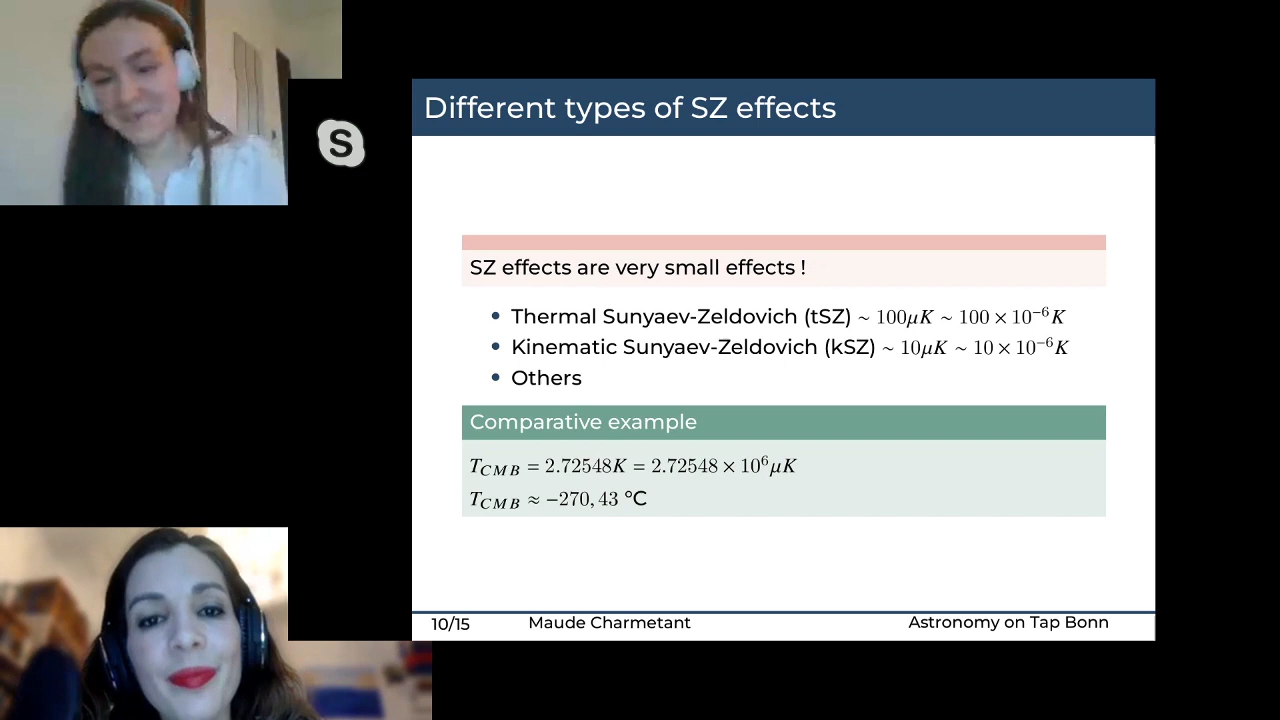 Different types of SZ effects
S
SZ effects are very small effects !
• Thermal Sunyaev-Zeldovich (tSZ) ~ 100μK ~ 100 × 10⁻⁶K
• Kinematic Sunyaev-Zeldovich (kSZ) ~ 10μK ~ 10 × 10⁻⁶K
• Others
Comparative example
T_CMB = 2.72548K = 2.72548 × 10⁶μK
T_CMB ≈ −270, 43 °C
10/15 Maude Charmetant Astronomy on Tap Bonn